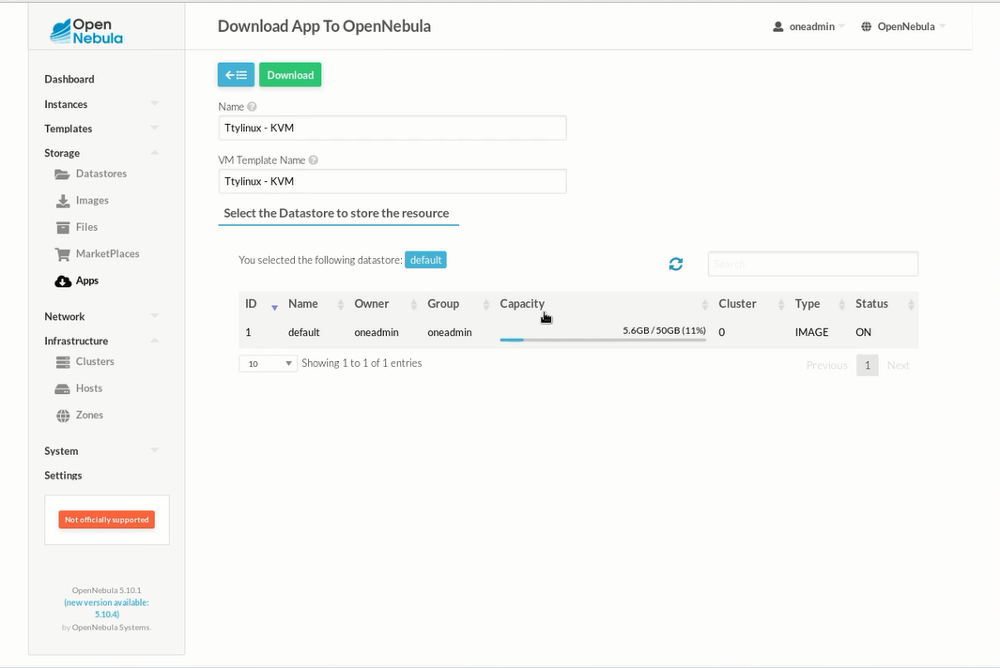 Open
Nebula
Download App To OpenNebula
oneadmin
OpenNebula
Dashboard
Instances
Templates
Storage
Datastores
Images
Files
MarketPlaces
Apps
Network
Infrastructure
Clusters
Hosts
Zones
System
Settings
Not officially supported
OpenNebula 5.10.1
(new version available:
5.10.4)
by OpenNebula Systems.
Download
Name ?
Ttylinux - KVM
VM Template Name ?
Ttylinux - KVM
Select the Datastore to store the resource
You selected the following datastore: default
Search
ID Name Owner Group Capacity Cluster Type Status
1 default oneadmin oneadmin 5.6GB / 50GB (11%) 0 IMAGE ON
10 Showing 1 to 1 of 1 entries
Previous 1 Next